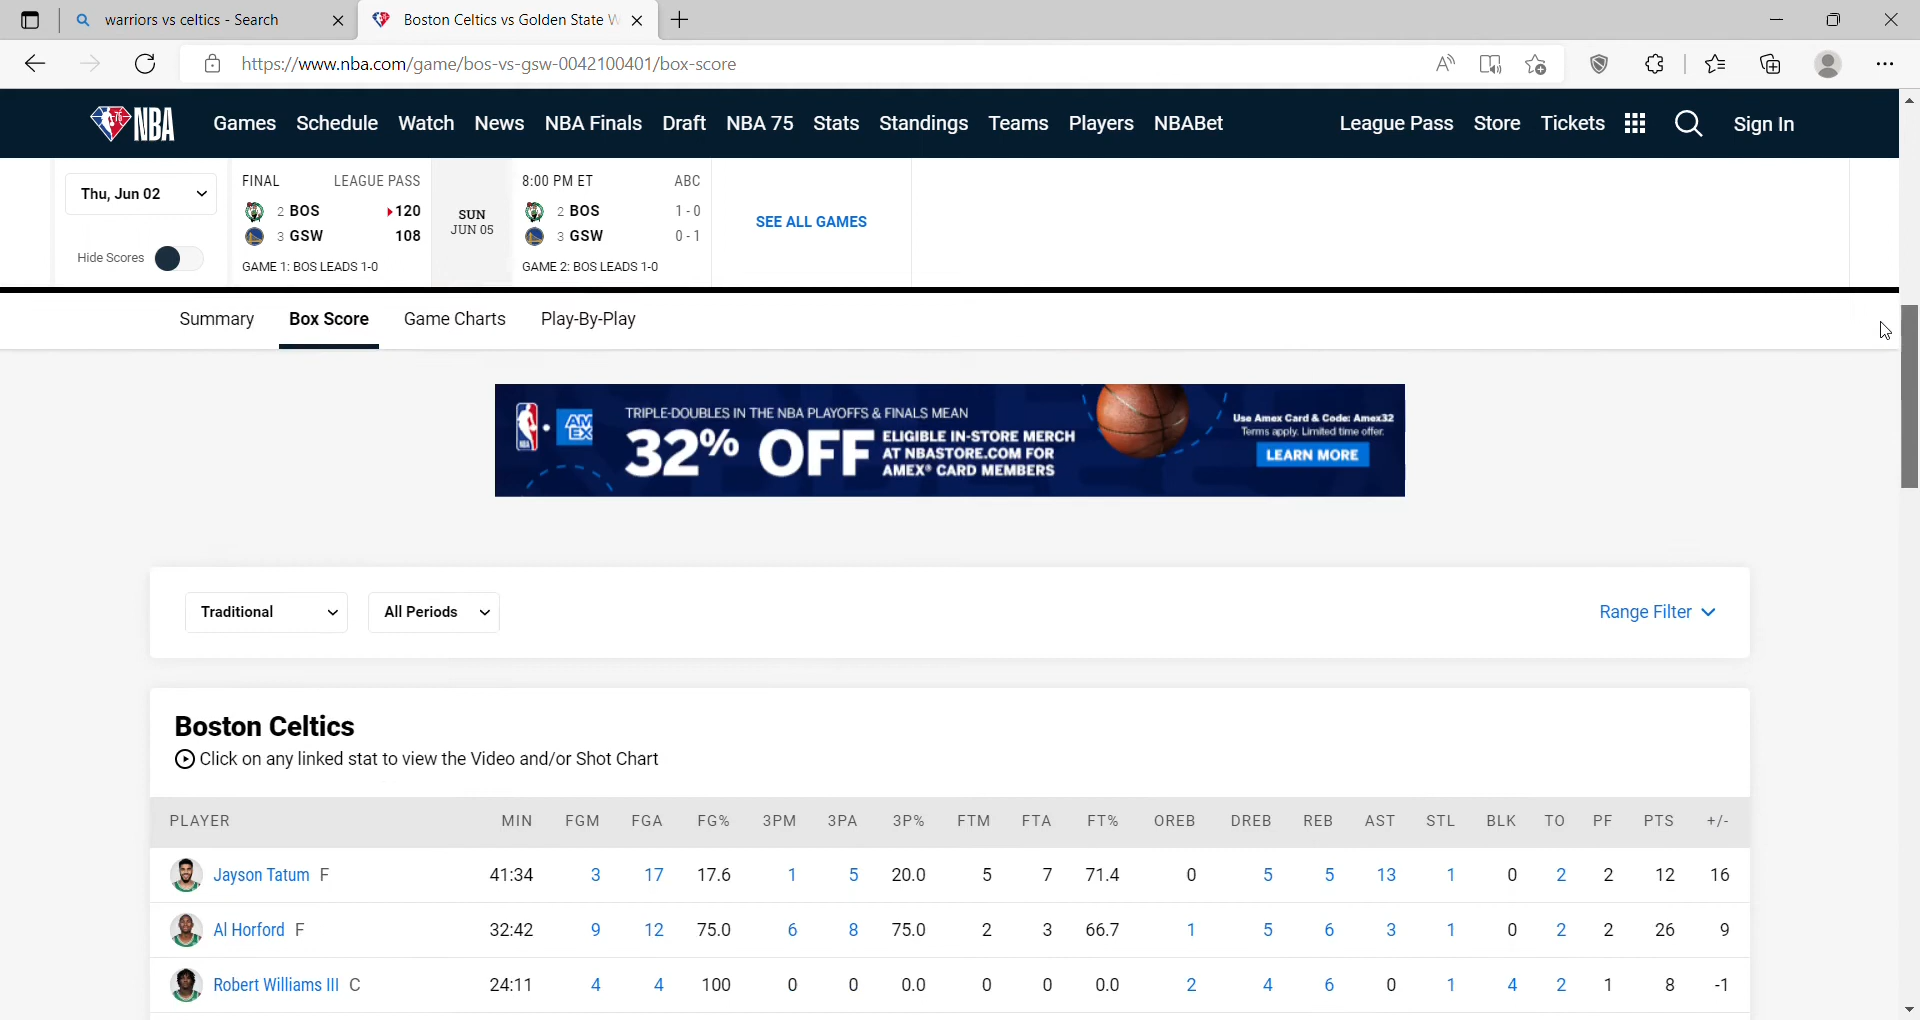 warriors vs celtics - Search
Boston Celtics vs Golden State W
https://www.nba.com/game/bos-vs-gsw-0042100401/box-score
NBA Games Schedule Watch News NBA Finals Draft NBA 75 Stats Standings Teams Players NBABet League Pass Store Tickets Sign In
Thu, Jun 02
Hide Scores
FINAL LEAGUE PASS
2 BOS 120
3 GSW 108
GAME 1: BOS LEADS 1-0
SUN
JUN 05
8:00 PM ET ABC
2 BOS 1-0
3 GSW 0-1
GAME 2: BOS LEADS 1-0
SEE ALL GAMES
Summary Box Score Game Charts Play-By-Play
NBA
AM
EX
TRIPLE-DOUBLES IN THE NBA PLAYOFFS & FINALS MEAN
32% OFF
ELIGIBLE IN-STORE MERCH
AT NBASTORE.COM FOR
AMEX® CARD MEMBERS
Use Amex Card & Code: Amex32
Terms apply. Limited time offer.
LEARN MORE
Traditional All Periods Range Filter
Boston Celtics
Click on any linked stat to view the Video and/or Shot Chart
PLAYER MIN FGM FGA FG% 3PM 3PA 3P% FTM FTA FT% OREB DREB REB AST STL BLK TO PF PTS +/-
Jayson Tatum F 41:34 3 17 17.6 1 5 20.0 5 7 71.4 0 5 5 13 1 0 2 2 12 16
Al Horford F 32:42 9 12 75.0 6 8 75.0 2 3 66.7 1 5 6 3 1 0 2 2 26 9
Robert Williams III C 24:11 4 4 100 0 0 0.0 0 0 0.0 2 4 6 0 1 4 2 1 8 -1